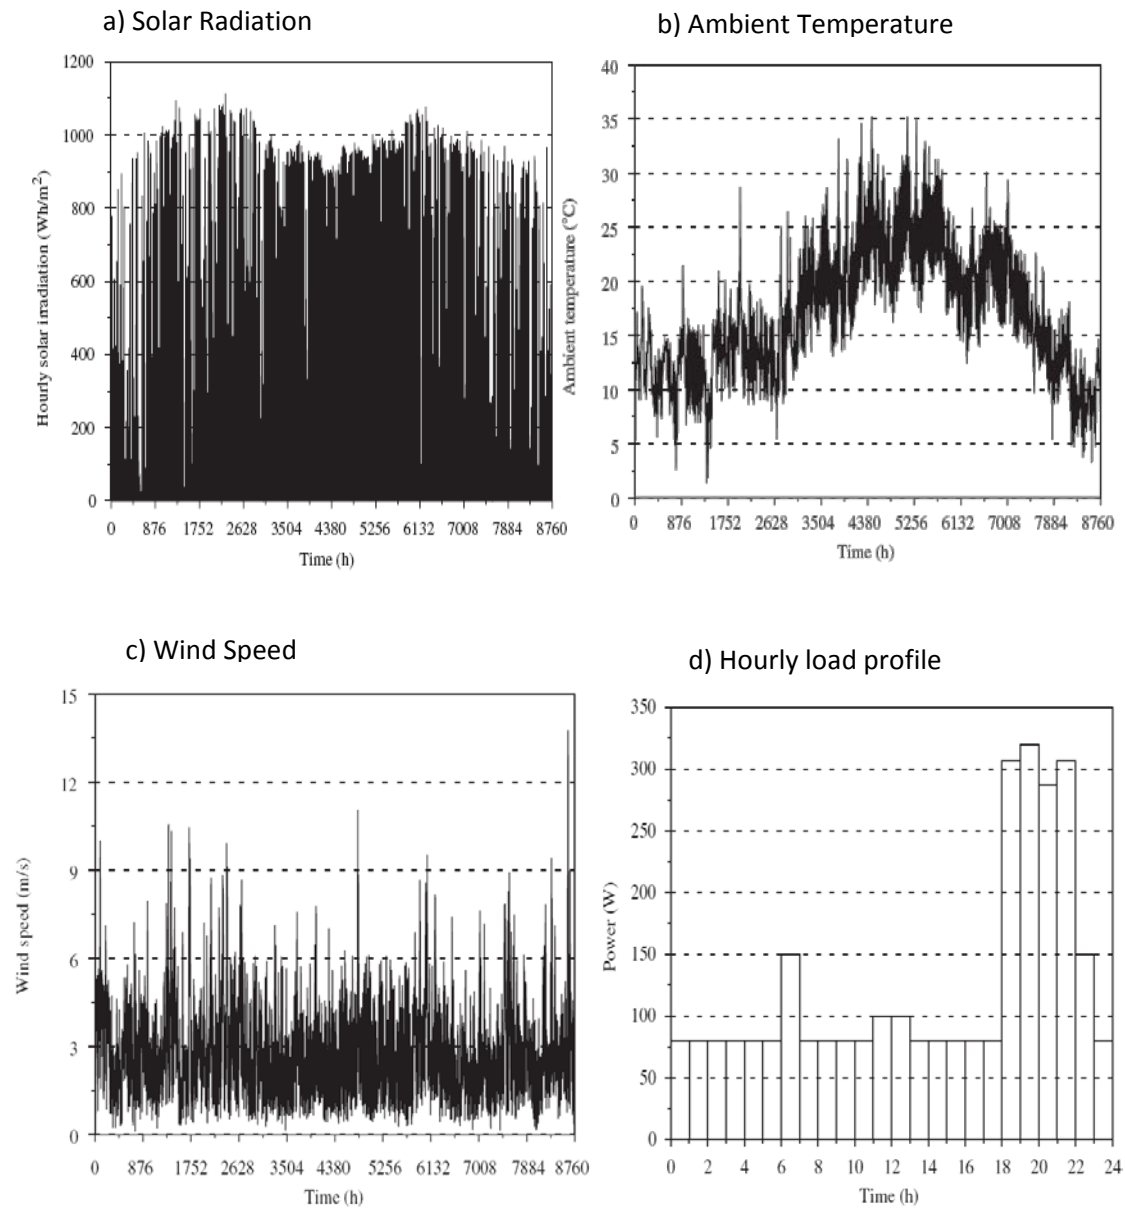 a) Solar Radiation
1200
1000
800
600
400
200
0
Hourly solar irradiation (Wh/m²)
0 876 1752 2628 3504 4380 5256 6132 7008 7884 8760
Time (h)
b) Ambient Temperature
40
35
30
25
20
15
10
5
0
Ambient temperature (°C)
0 876 1752 2628 3504 4380 5256 6132 7008 7884 8760
Time (h)
c) Wind Speed
15
12
9
6
3
0
Wind speed (m/s)
0 876 1752 2628 3504 4380 5256 6132 7008 7884 8760
Time (h)
d) Hourly load profile
350
300
250
200
150
100
50
0
Power (W)
0 2 4 6 8 10 12 14 16 18 20 22 24
Time (h)